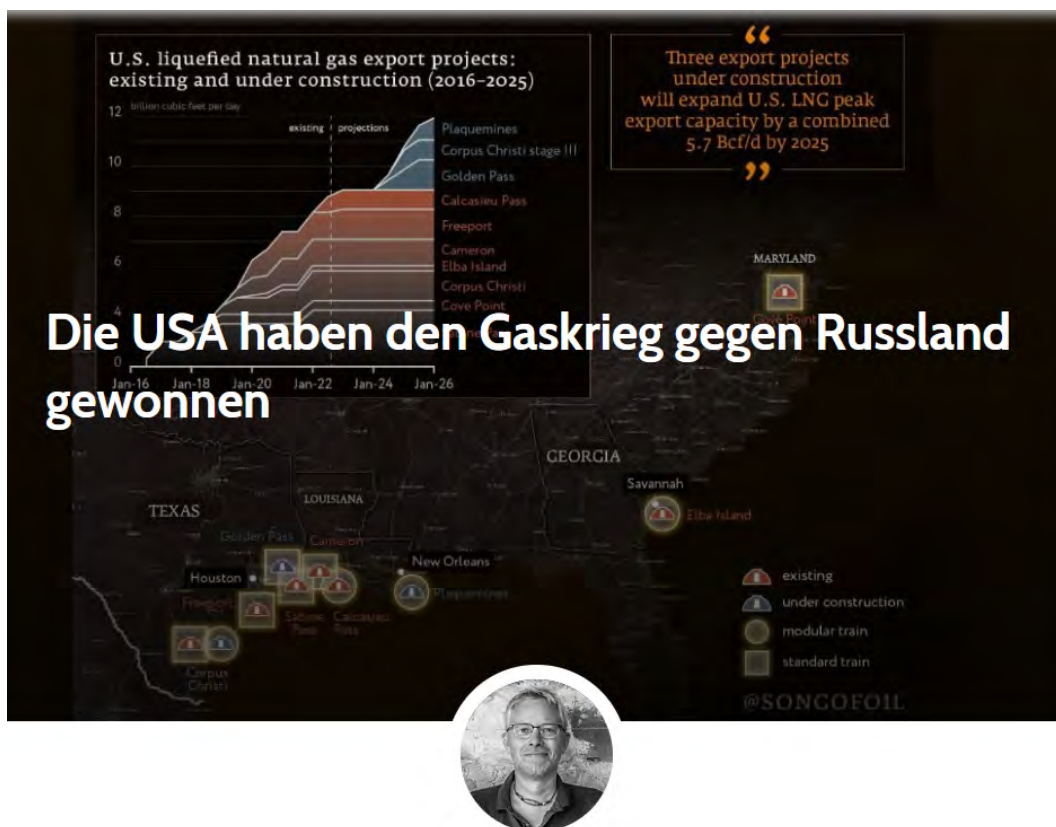 U.S. liquefied natural gas export projects:
existing and under construction (2016–2025)
billion cubic feet per day
12
10
8
6
4
0
existing
projections
Plaquemines
Corpus Christi stage III
Golden Pass
Calcasieu Pass
Freeport
Cameron
Elba Island
Corpus Christi
Cove Point
Jan-16
Jan-18
Jan-20
Jan-22
Jan-24
Jan-26
“
Three export projects
under construction
will expand U.S. LNG peak
export capacity by a combined
5.7 Bcf/d by 2025
”
Die USA haben den Gaskrieg gegen Russland
gewonnen
MARYLAND
Cove Point
GEORGIA
Savannah
Elba Island
TEXAS
LOUISIANA
Golden Pass
Cameron
New Orleans
Houston
Plaquemines
Freeport
Sabine
Pass
Calcasieu
Pass
Corpus
Christi
existing
under construction
modular train
standard train
@SONGOFOIL